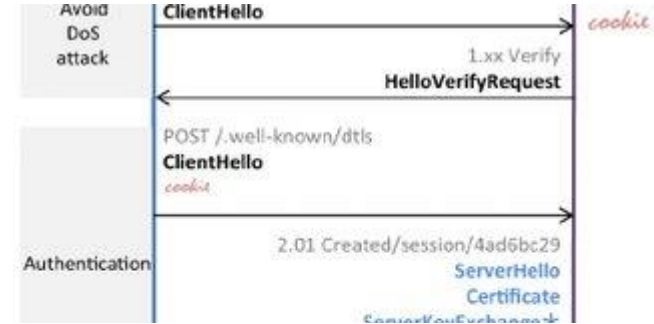 Avoid
DoS
attack
ClientHello
cookie
1.xx Verify
HelloVerifyRequest
POST /.well-known/dtls
ClientHello
cookie
Authentication
2.01 Created/session/4ad6bc29
ServerHello
Certificate
ServerKeyExchange*